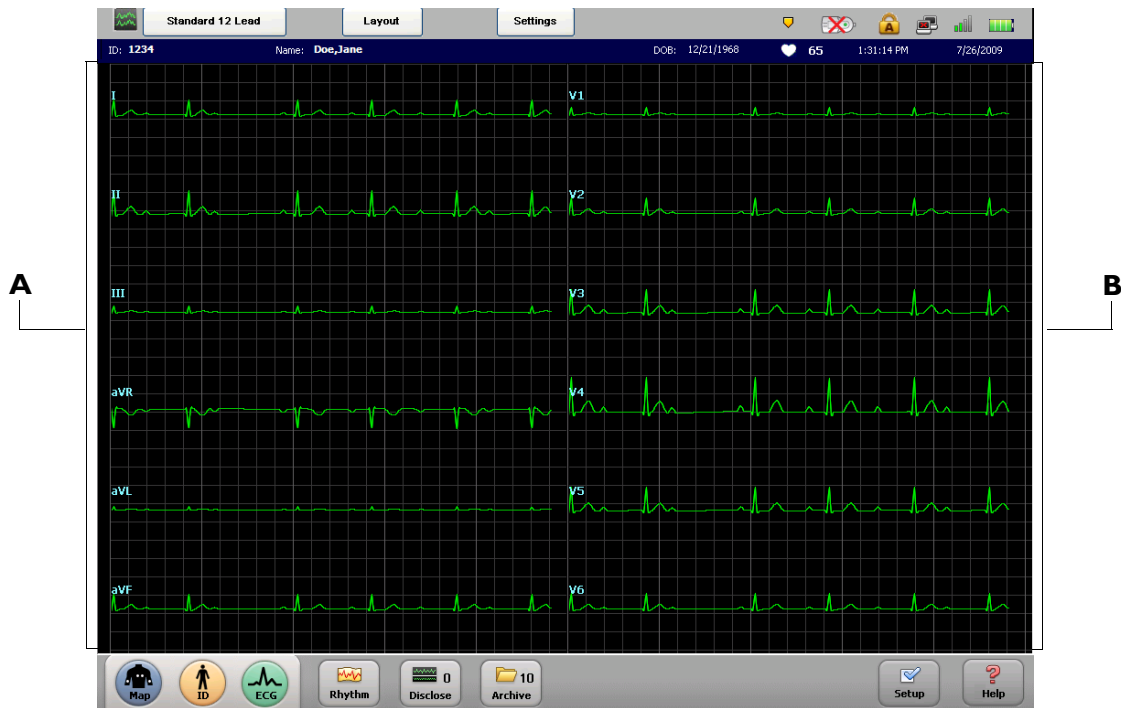 Standard 12 Lead Layout Settings A
ID: 1234 Name: Doe,Jane DOB: 12/21/1968 65 1:31:14 PM 7/26/2009
I V1
II V2
A B
III V3
aVR V4
aVL V5
aVF V6
Map ID ECG Rhythm 0 Disclose 10 Archive Setup Help